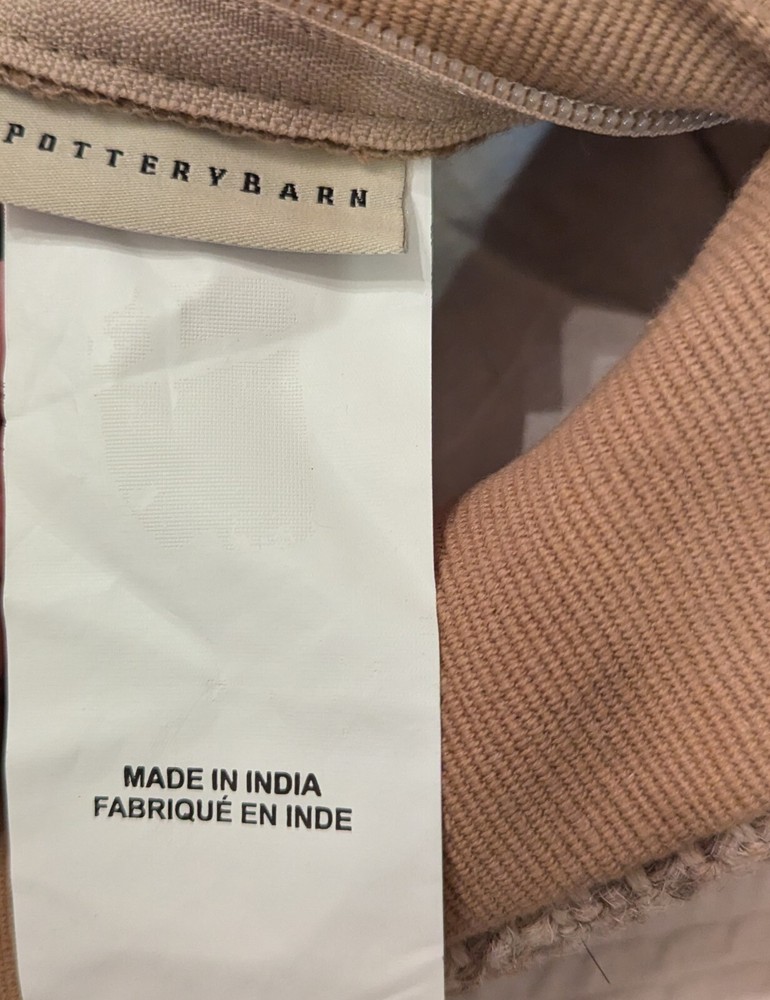 POTTERYBARN
MADE IN INDIA
FABRIQUÉ EN INDE